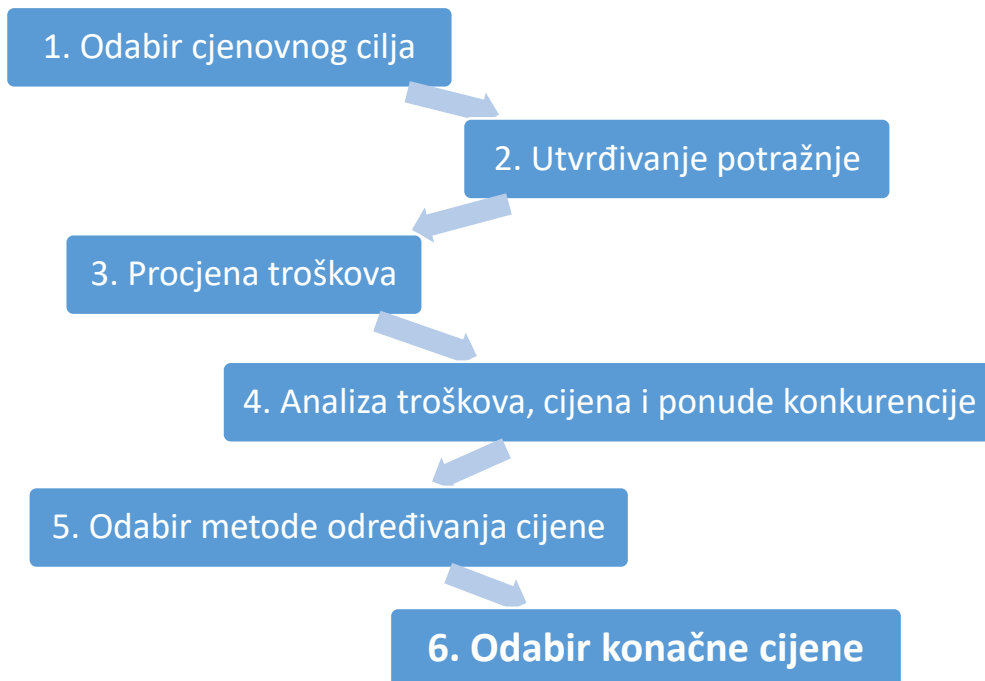 1. Odabir cjenovnog cilja
2. Utvrđivanje potražnje
3. Procjena troškova
4. Analiza troškova, cijena i ponude konkurencije
5. Odabir metode određivanja cijene
6. Odabir konačne cijene